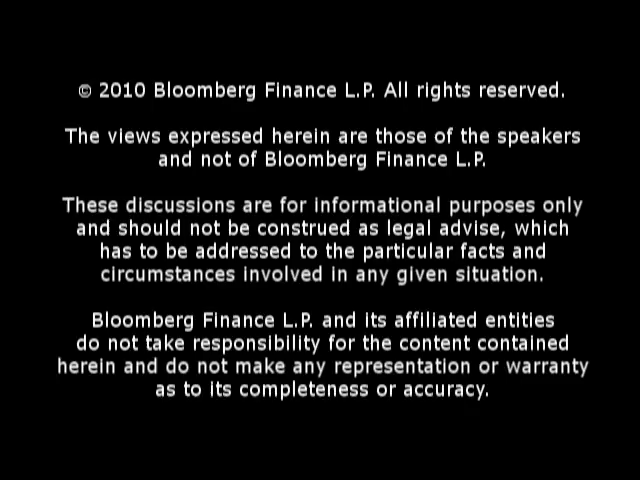 © 2010 Bloomberg Finance L.P. All rights reserved.
The views expressed herein are those of the speakers
and not of Bloomberg Finance L.P.
These discussions are for informational purposes only
and should not be construed as legal advise, which
has to be addressed to the particular facts and
circumstances involved in any given situation.
Bloomberg Finance L.P. and its affiliated entities
do not take responsibility for the content contained
herein and do not make any representation or warranty
as to its completeness or accuracy.